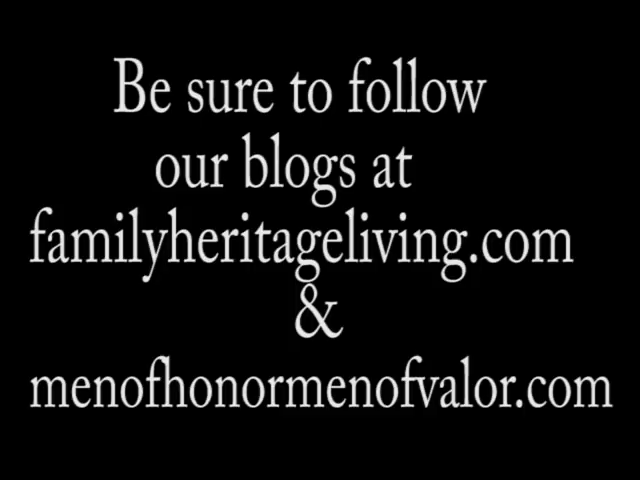 Be sure to follow
our blogs at
familyheritageliving.com
&
menofhonormenofvalor.com